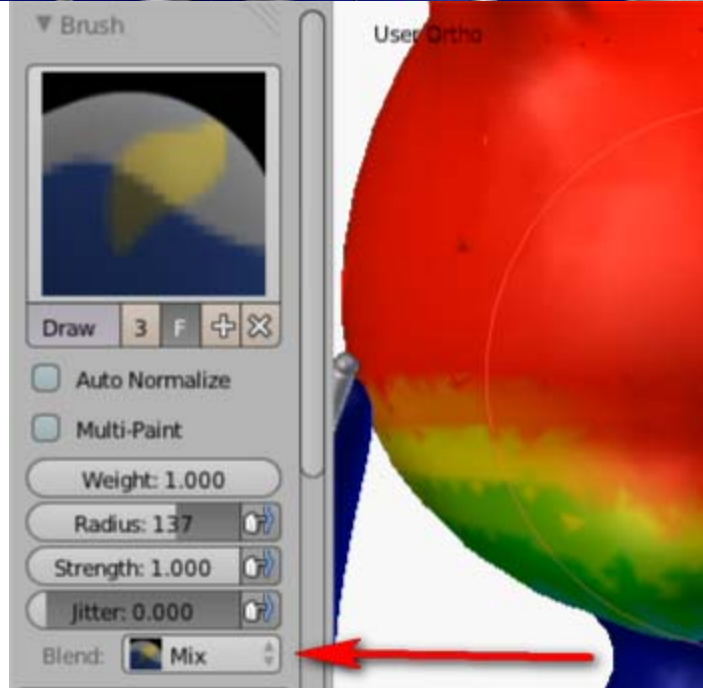 Brush
User Ortho
Draw 3 F
Auto Normalize
Multi-Paint
Weight: 1.000
Radius: 137
Strength: 1.000
Jitter: 0.000
Blend: Mix